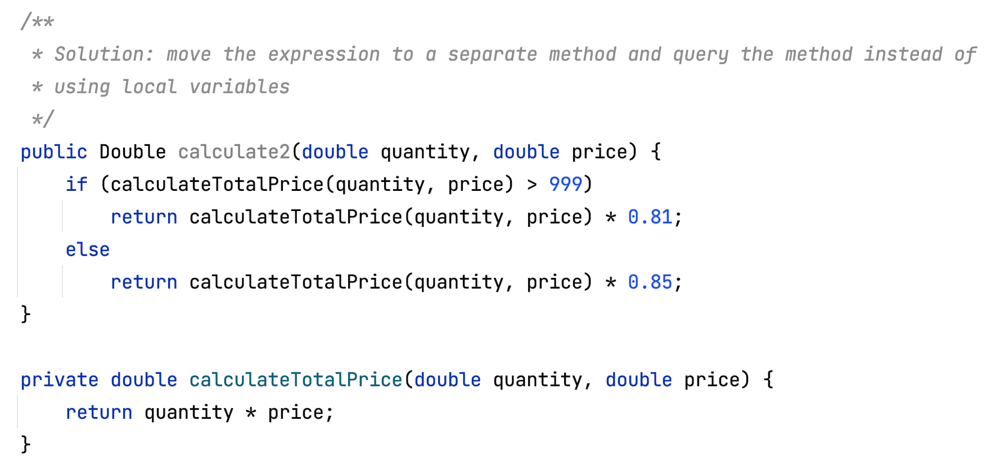 /**
 * Solution: move the expression to a separate method and query the method instead of
 * using local variables
 */
public Double calculate2(double quantity, double price) {
    if (calculateTotalPrice(quantity, price) > 999)
        return calculateTotalPrice(quantity, price) * 0.81;
    else
        return calculateTotalPrice(quantity, price) * 0.85;
}

private double calculateTotalPrice(double quantity, double price) {
    return quantity * price;
}